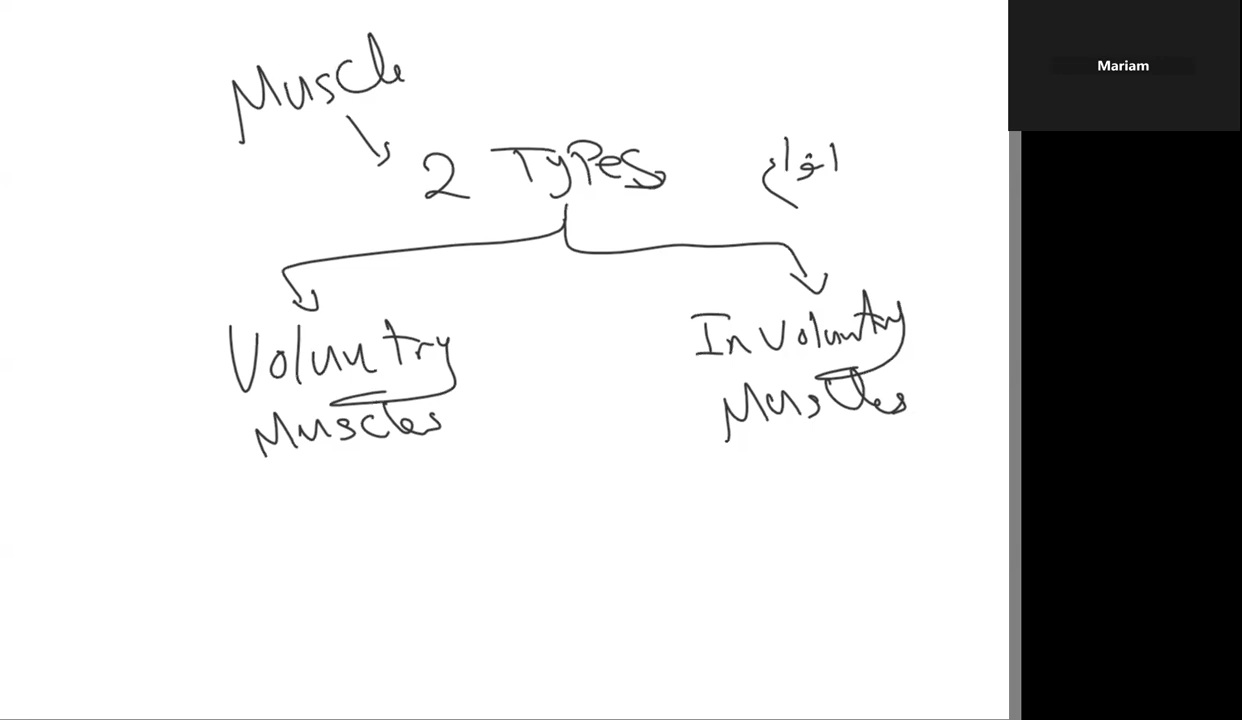 Muscle
2 Types انواع
Voluntry
Muscles
Involuntry
Muscles
Mariam